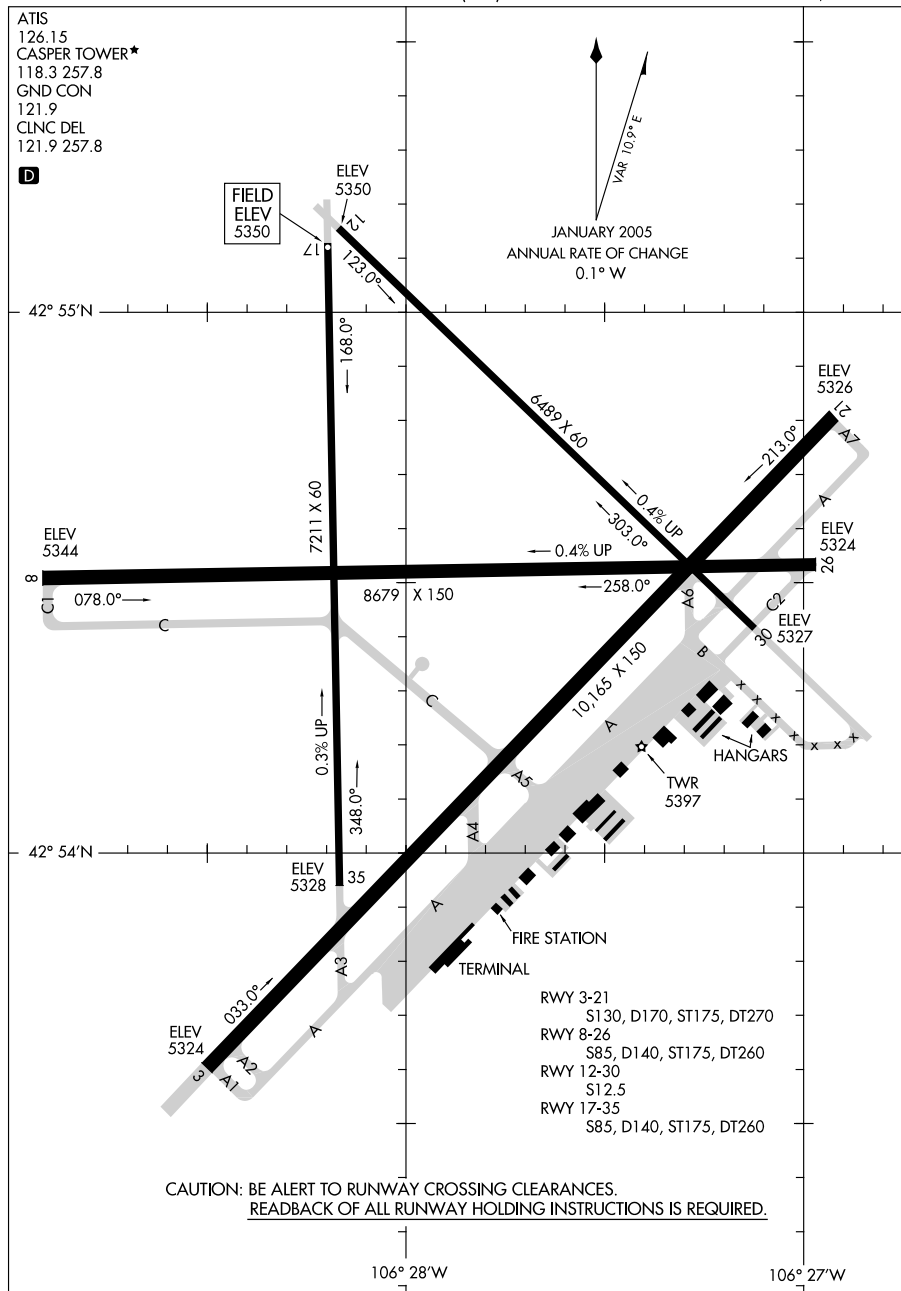 ATIS
126.15
CASPER TOWER★
118.3 257.8
GND CON
121.9
CLNC DEL
121.9 257.8
D
VAR 10.9° E
JANUARY 2005
ANNUAL RATE OF CHANGE
0.1° W
FIELD
ELEV
5350
ELEV
5350
12
17
123.0°
168.0°
42° 55'N
ELEV
5326
21
A7
213.0°
6489 X 60
A
7211 X 60
0.4% UP
303.0°
ELEV
5344
8
0.4% UP
ELEV
5324
26
C1
078.0°
8679 X 150
258.0°
A6
C2
C
30
ELEV
5327
B
10,165 X 150
C
A
x
x
x
x
x
x
x
HANGARS
TWR
5397
0.3% UP
348.0°
A5
A4
42° 54'N
ELEV
5328
35
A
FIRE STATION
TERMINAL
A3
033.0°
A
ELEV
5324
3
A2
A1
RWY 3-21
S130, D170, ST175, DT270
RWY 8-26
S85, D140, ST175, DT260
RWY 12-30
S12.5
RWY 17-35
S85, D140, ST175, DT260
CAUTION: BE ALERT TO RUNWAY CROSSING CLEARANCES.
READBACK OF ALL RUNWAY HOLDING INSTRUCTIONS IS REQUIRED.
106° 28'W
106° 27'W